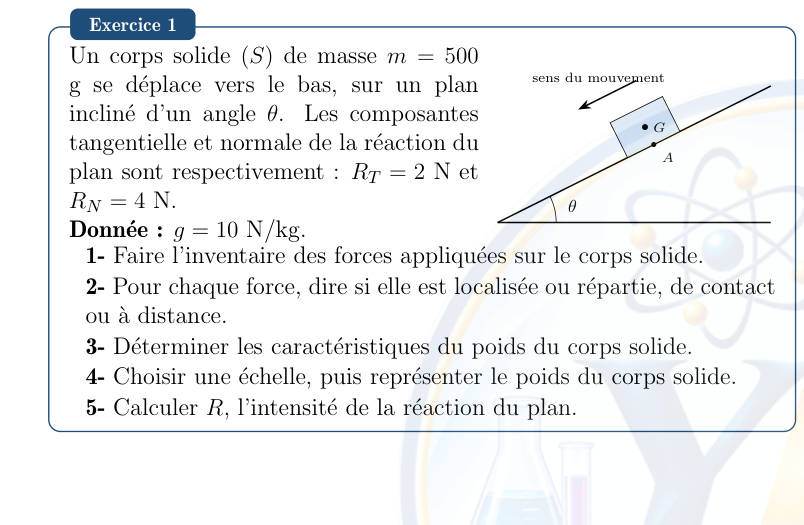 Exercice 1
Un corps solide (S) de masse m = 500
g se déplace vers le bas, sur un plan
incliné d'un angle θ. Les composantes
tangentielle et normale de la réaction du
plan sont respectivement : R_T = 2 N et
R_N = 4 N.
Donnée : g = 10 N/kg.
sens du mouvement
G
A
θ
1- Faire l'inventaire des forces appliquées sur le corps solide.
2- Pour chaque force, dire si elle est localisée ou répartie, de contact
ou à distance.
3- Déterminer les caractéristiques du poids du corps solide.
4- Choisir une échelle, puis représenter le poids du corps solide.
5- Calculer R, l'intensité de la réaction du plan.